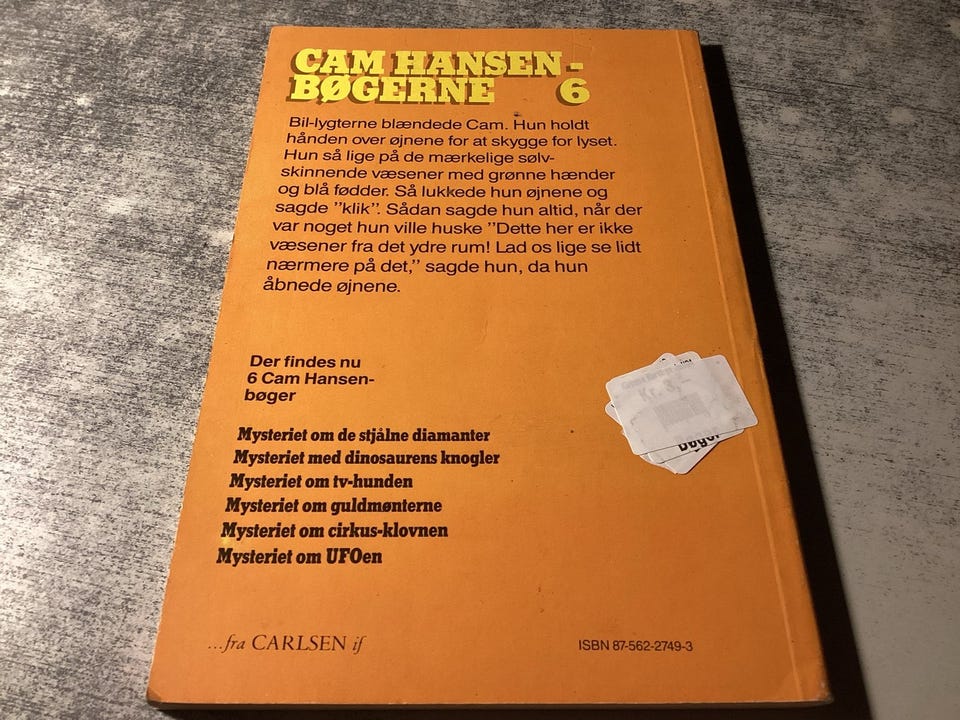 CAM HANSEN-
BØGERNE 6
Bil-lygterne blændede Cam. Hun holdt
hånden over øjnene for at skygge for lyset.
Hun så lige på de mærkelige sølv-
skinnende væsener med grønne hænder
og blå fødder. Så lukkede hun øjnene og
sagde "klik". Sådan sagde hun altid, når der
var noget hun ville huske "Dette her er ikke
væsener fra det ydre rum! Lad os lige se lidt
nærmere på det," sagde hun, da hun
åbnede øjnene.
Der findes nu
6 Cam Hansen-
bøger
Mysteriet om de stjålne diamanter
Mysteriet med dinosaurens knogler
Mysteriet om tv-hunden
Mysteriet om guldmønterne
Mysteriet om cirkus-klovnen
Mysteriet om UFOen
...fra CARLSEN if
ISBN 87-562-2749-3
Kr.